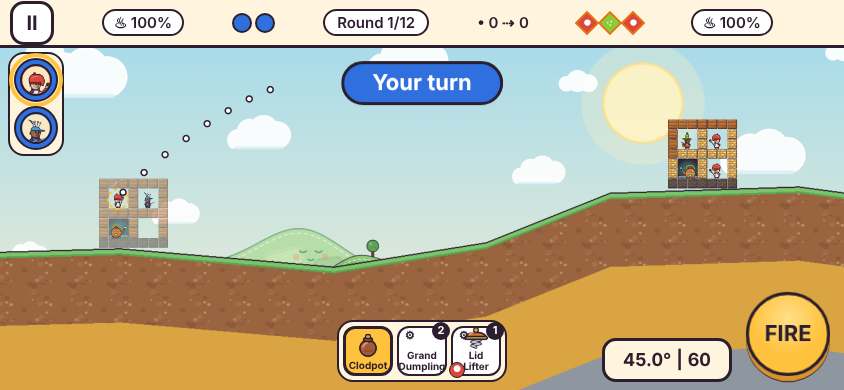 100%
Round 1/12
• 0 ⇢ 0
100%
Your turn
Clodpot
2
Grand
Dumpling
1
Lid
Lifter
45.0° | 60
FIRE